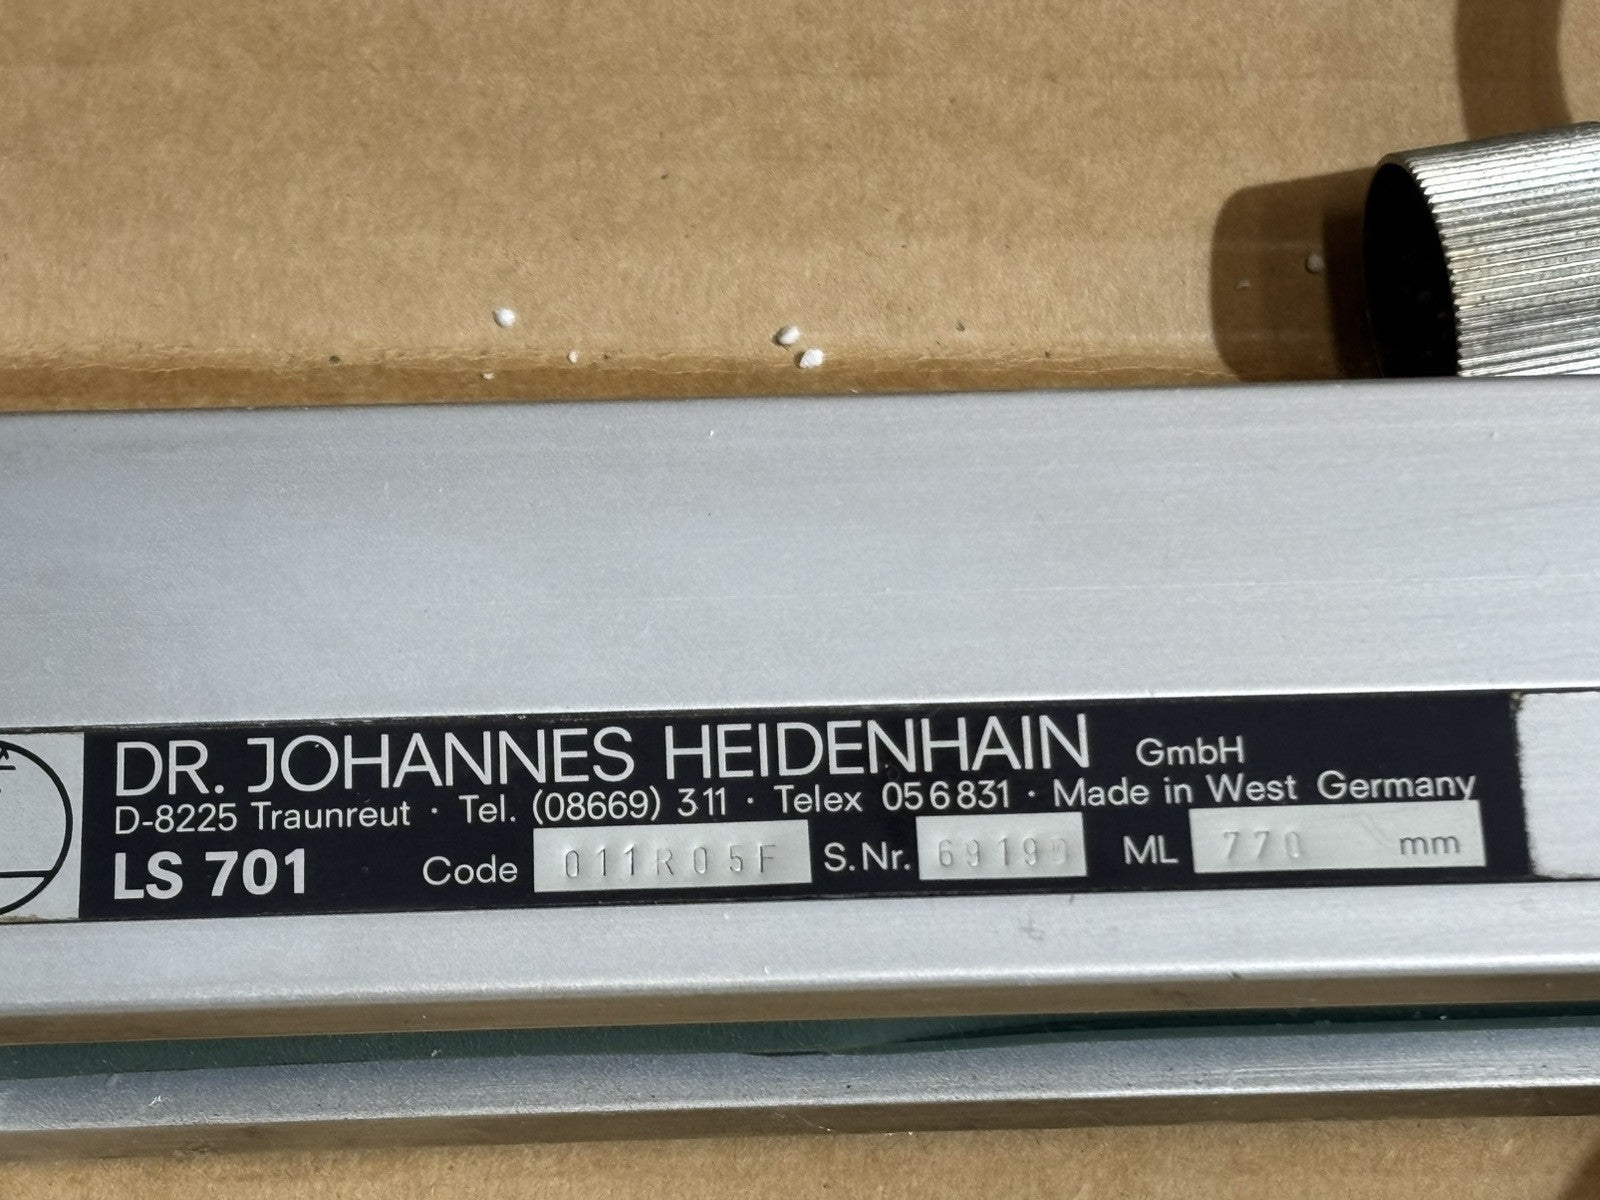 DR. JOHANNES HEIDENHAIN GmbH
D-8225 Traunreut · Tel. (08669) 311 · Telex 056831 · Made in West Germany
LS 701 Code 011R05F S.Nr. 69190 ML 770 mm